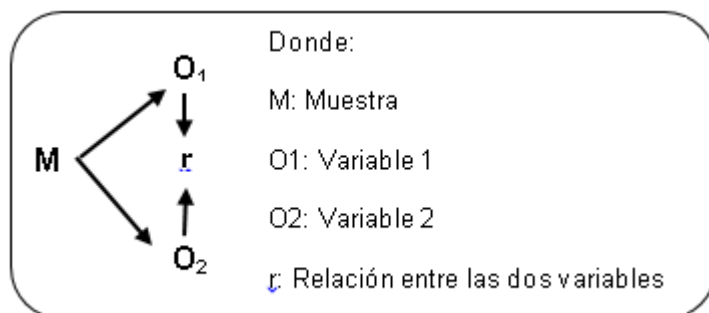 Donde:
O₁
M: Muestra
M
r
O1: Variable 1
O2: Variable 2
O₂
r: Relación entre las dos variables